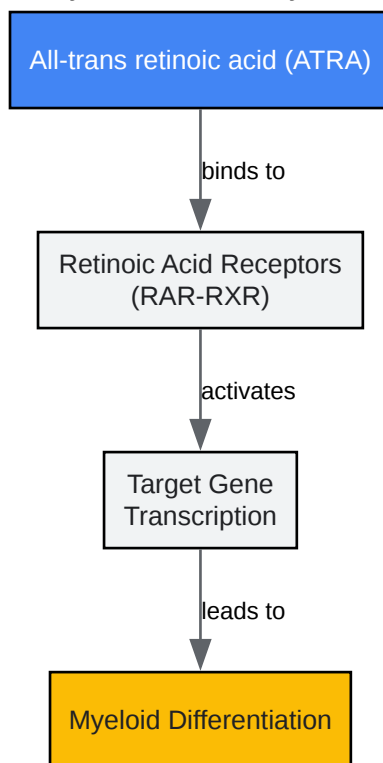 All-trans retinoic acid (ATRA)
binds to
Retinoic Acid Receptors
(RAR-RXR)
activates
Target Gene
Transcription
leads to
Myeloid Differentiation